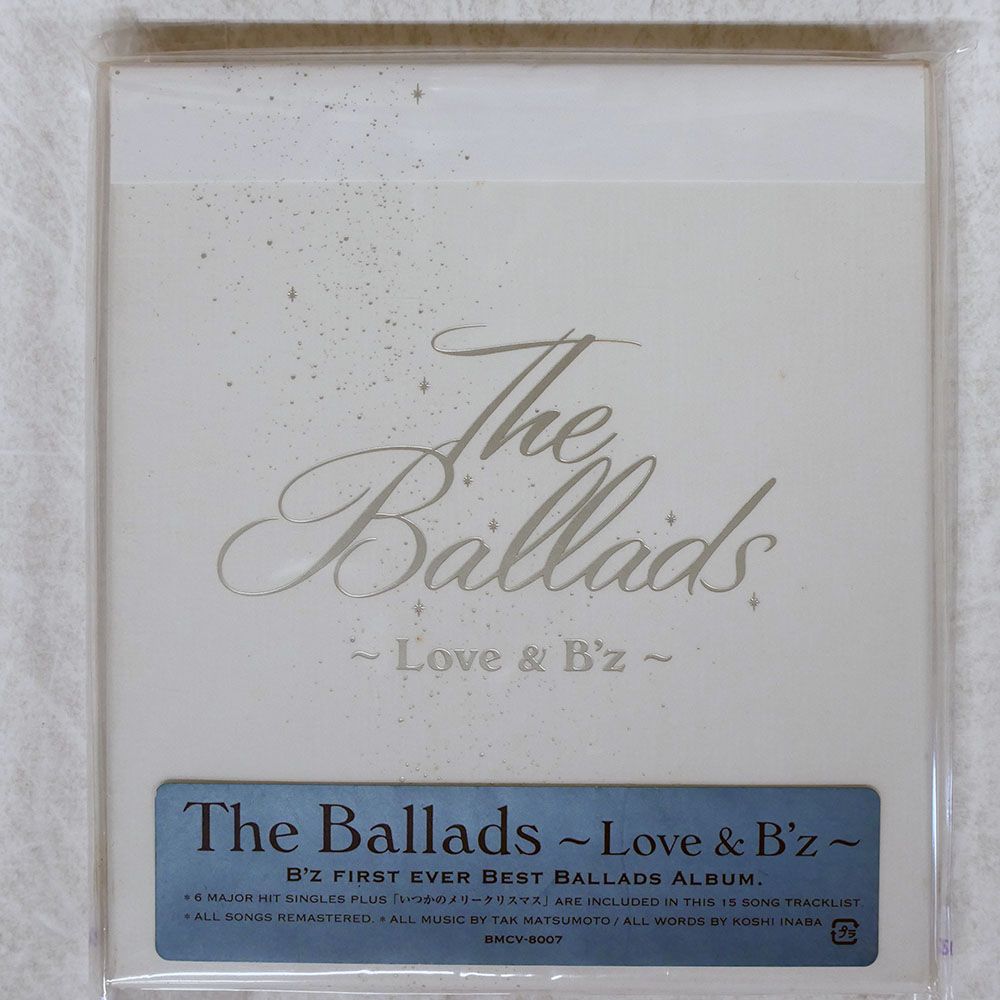 The
Ballads
~ Love & B'z ~
The Ballads ~ Love & B'z ~
B'Z FIRST EVER BEST BALLADS ALBUM.
* 6 MAJOR HIT SINGLES PLUS 「いつかのメリークリスマス」 ARE INCLUDED IN THIS 15 SONG TRACKLIST.
* ALL SONGS REMASTERED. * ALL MUSIC BY TAK MATSUMOTO / ALL WORDS BY KOSHI INABA
プラ
BMCV-8007